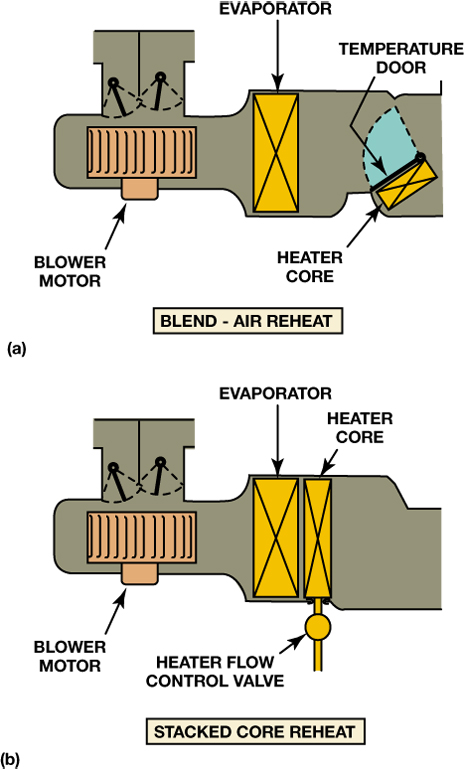 EVAPORATOR
TEMPERATURE
DOOR
BLOWER
MOTOR
HEATER
CORE
BLEND - AIR REHEAT
(a)
EVAPORATOR
HEATER
CORE
BLOWER
MOTOR
HEATER FLOW
CONTROL VALVE
STACKED CORE REHEAT
(b)